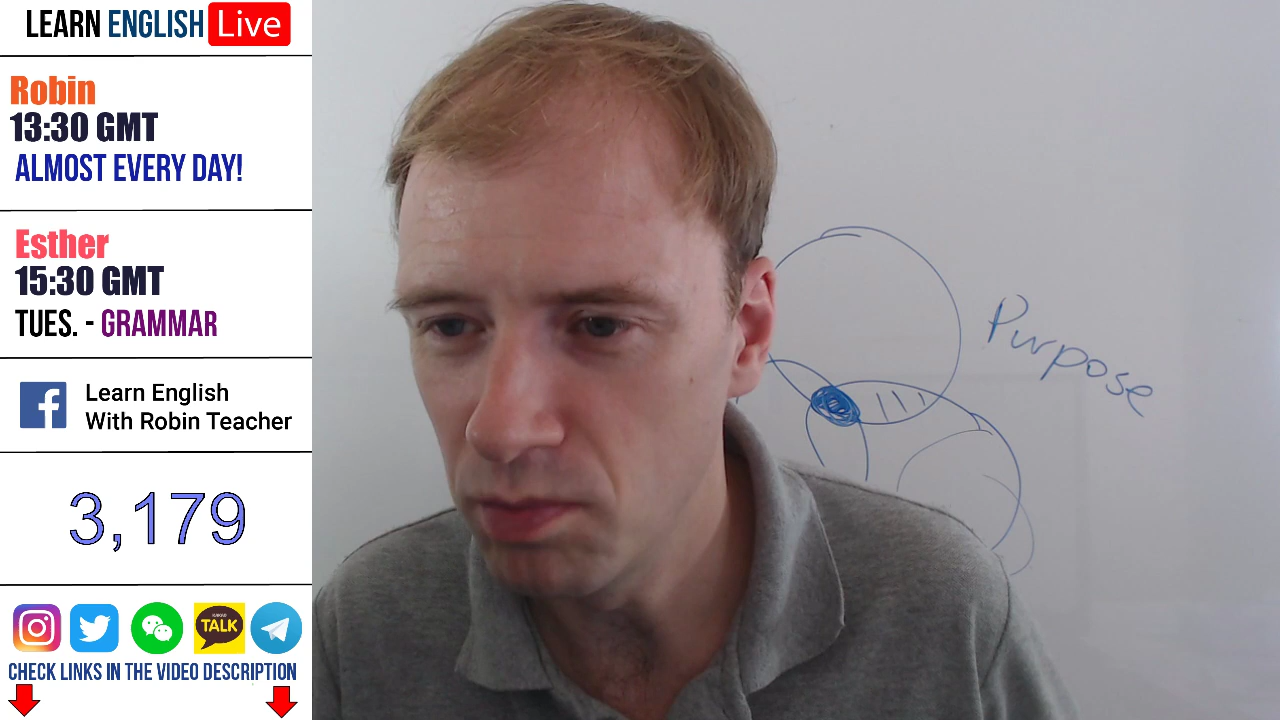 LEARN ENGLISH Live
Robin
13:30 GMT
ALMOST EVERY DAY!
Esther
15:30 GMT
TUES. - GRAMMAR
f
Learn English
With Robin Teacher
3,179
TALK
CHECK LINKS IN THE VIDEO DESCRIPTION
Purpose